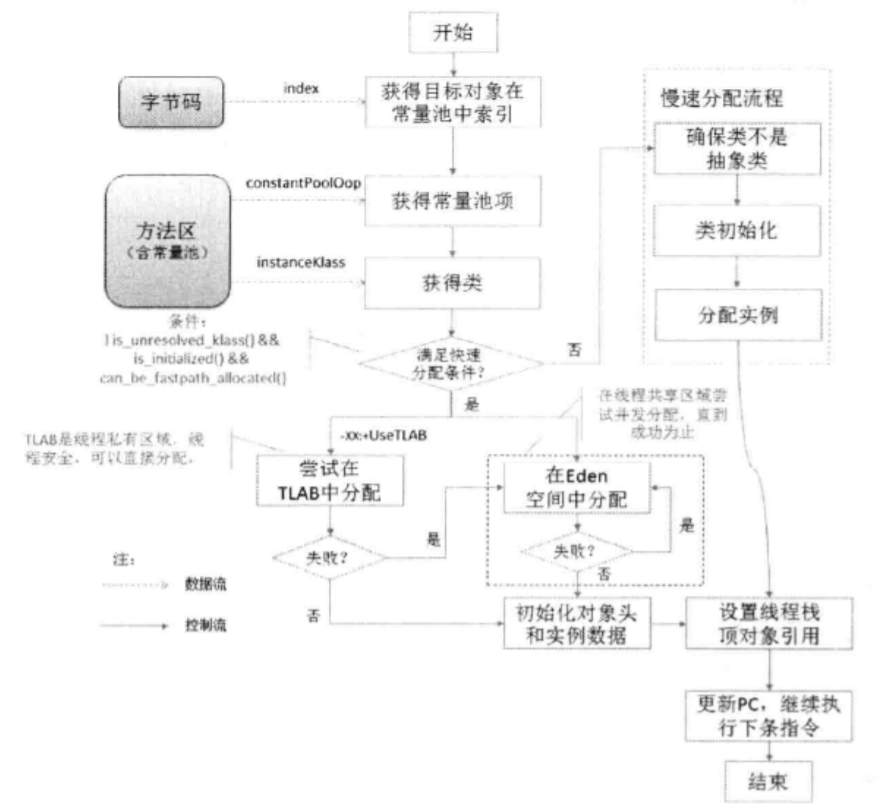 开始
字节码
index
获得目标对象在
常量池中索引
慢速分配流程
确保类不是
抽象类
constantPoolOop
获得常量池项
方法区
(含常量池)
类初始化
instanceKlass
获得类
分配实例
条件:
! is_unresolved_klass() &&
is_initialized() &&
can_be_fastpath_allocated()
满足快速
分配条件?
否
是
在线程共享区域尝
试并发分配,直到
成功为止
TLAB是线程私有区域,线
程安全,可以直接分配,
-XX:+UseTLAB
尝试在
TLAB中分配
在Eden
空间中分配
是
是
失败?
失败?
注:
数据流
否
否
控制流
初始化对象头
和实例数据
设置线程栈
顶对象引用
更新PC,继续执
行下条指令
结束